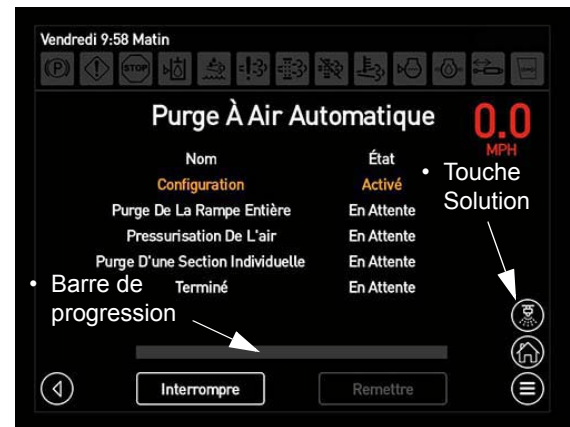 Vendredi 9:58 Matin
(P)
STOP
Purge À Air Automatique
0.0
MPH
Nom État
Configuration Activé
Purge De La Rampe Entière En Attente
Pressurisation De L'air En Attente
Purge D'une Section Individuelle En Attente
Terminé En Attente
• Touche
Solution
• Barre de
progression
Interrompre Remettre